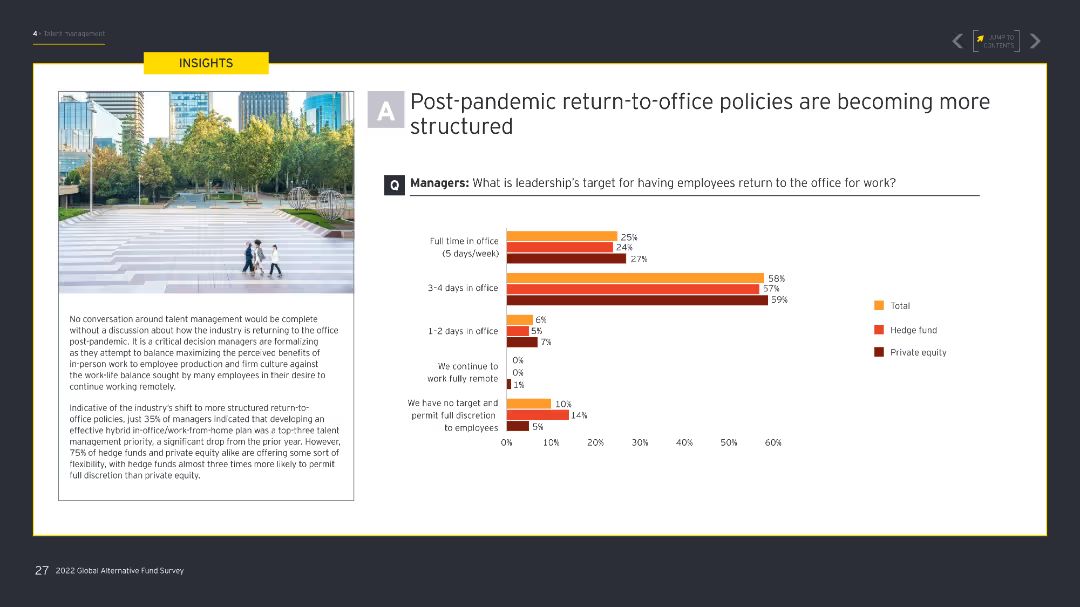 4 - Talent management
JUMP TO
CONTENTS
INSIGHTS
A
Post-pandemic return-to-office policies are becoming more
structured
Q
Managers: What is leadership's target for having employees return to the office for work?
Full time in office
(5 days/week)
25%
24%
27%
3-4 days in office
58%
57%
59%
1-2 days in office
6%
5%
7%
We continue to
work fully remote
0%
0%
1%
We have no target and
permit full discretion
to employees
10%
14%
5%
0% 10% 20% 30% 40% 50% 60%
Total
Hedge fund
Private equity
No conversation around talent management would be complete
without a discussion about how the industry is returning to the office
post-pandemic. It is a critical decision managers are formalizing
as they attempt to balance maximizing the perceived benefits of
in-person work to employee production and firm culture against
the work-life balance sought by many employees in their desire to
continue working remotely.
Indicative of the industry's shift to more structured return-to-
office policies, just 35% of managers indicated that developing an
effective hybrid in-office/work-from-home plan was a top-three talent
management priority, a significant drop from the prior year. However,
75% of hedge funds and private equity alike are offering some sort of
flexibility, with hedge funds almost three times more likely to permit
full discretion than private equity.
27 2022 Global Alternative Fund Survey